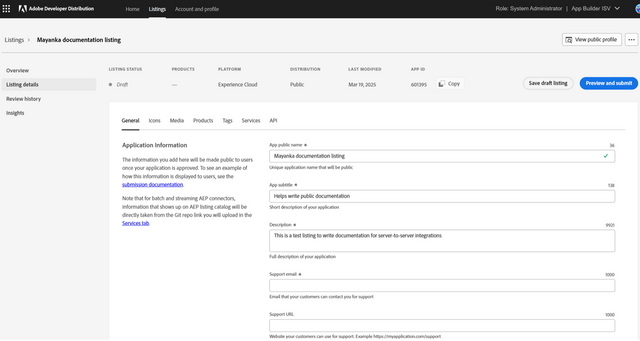 Adobe Developer Distribution
Home Listings Account and profile
Role: System Administrator | App Builder ISV
Listings › Mayanka documentation listing
View public profile
Overview
Listing details
Review history
Insights
LISTING STATUS PRODUCTS PLATFORM DISTRIBUTION LAST MODIFIED APP ID
Draft — Experience Cloud Public Mar 19, 2025 601395 Copy
Save draft listing Preview and submit
General Icons Media Products Tags Services API
Application Information
The information you add here will be made public to users
once your application is approved. To see an example of
how this information is displayed to users, see the
submission documentation.
Note that for batch and streaming AEP connectors,
information that shows up on AEP listing catalog will be
directly taken from the Git repo link you will upload in the
Services tab.
App public name * 36
Mayanka documentation listing
Unique application name that will be public
App subtitle * 138
Helps write public documentation
Short description of your application
Description * 9921
This is a test listing to write documentation for server-to-server integrations
Full description of your application
Support email * 1000
Email that your customers can contact you for support
Support URL 1000
Website your customers can use for support. Example https://myapplication.com/support